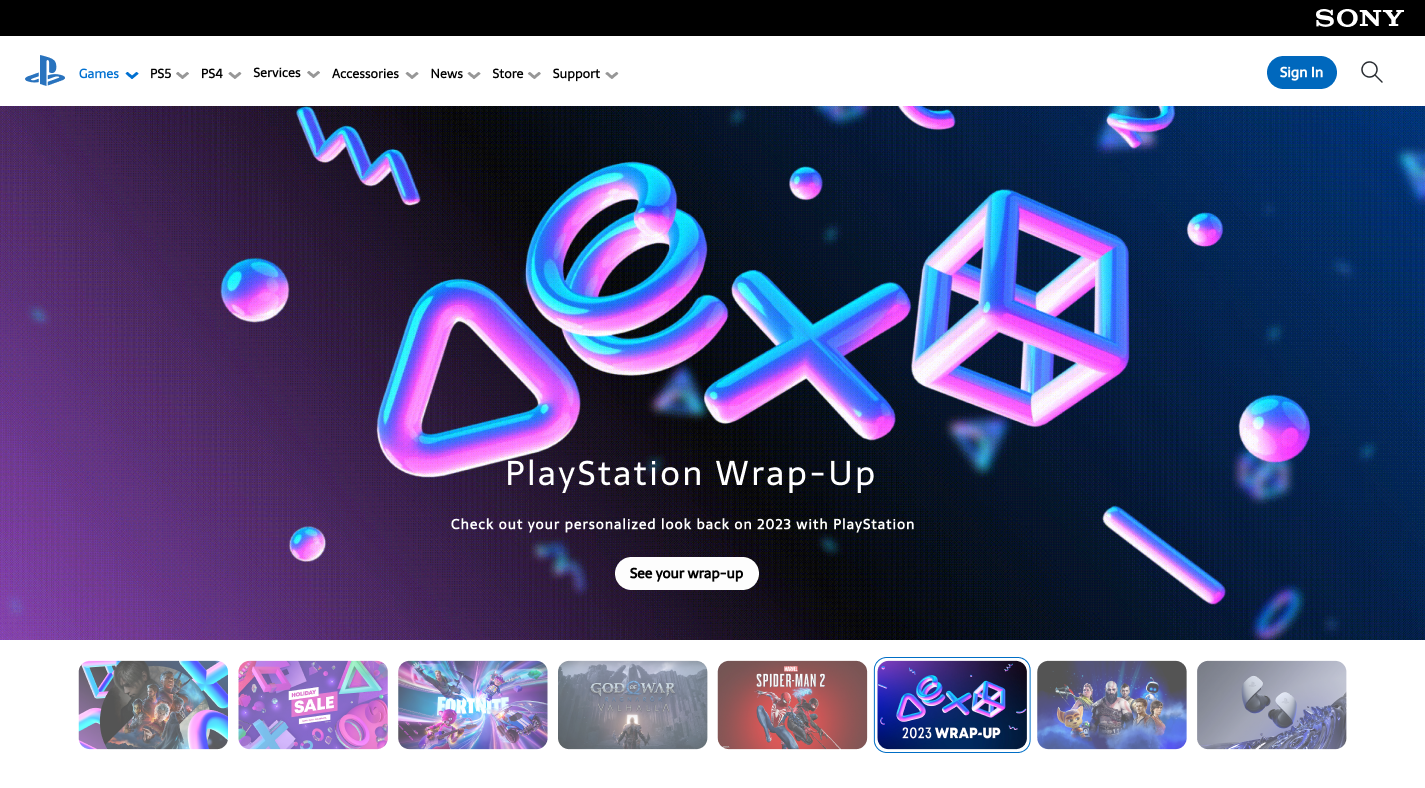 SONY
Games PS5 PS4 Services Accessories News Store Support Sign In
PlayStation Wrap-Up
Check out your personalized look back on 2023 with PlayStation
See your wrap-up
HOLIDAY
SALE
FORTNITE
GOD OF WAR
VALHALLA
MARVEL
SPIDER-MAN 2
2023 WRAP-UP